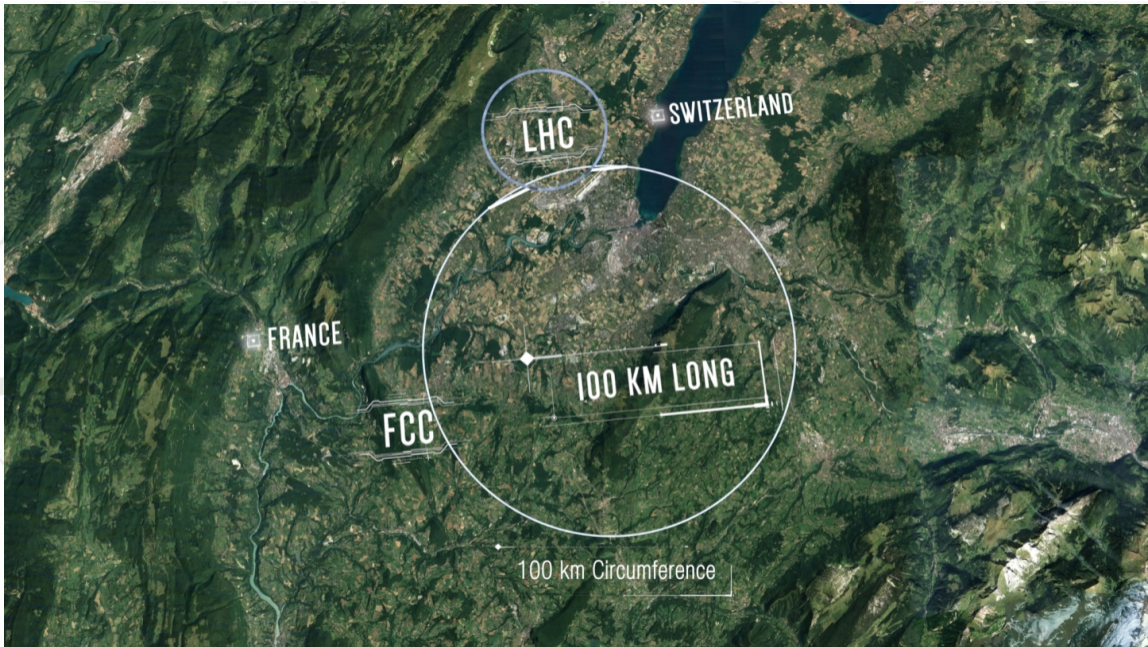 LHC
SWITZERLAND
FRANCE
100 KM LONG
FCC
100 km Circumference